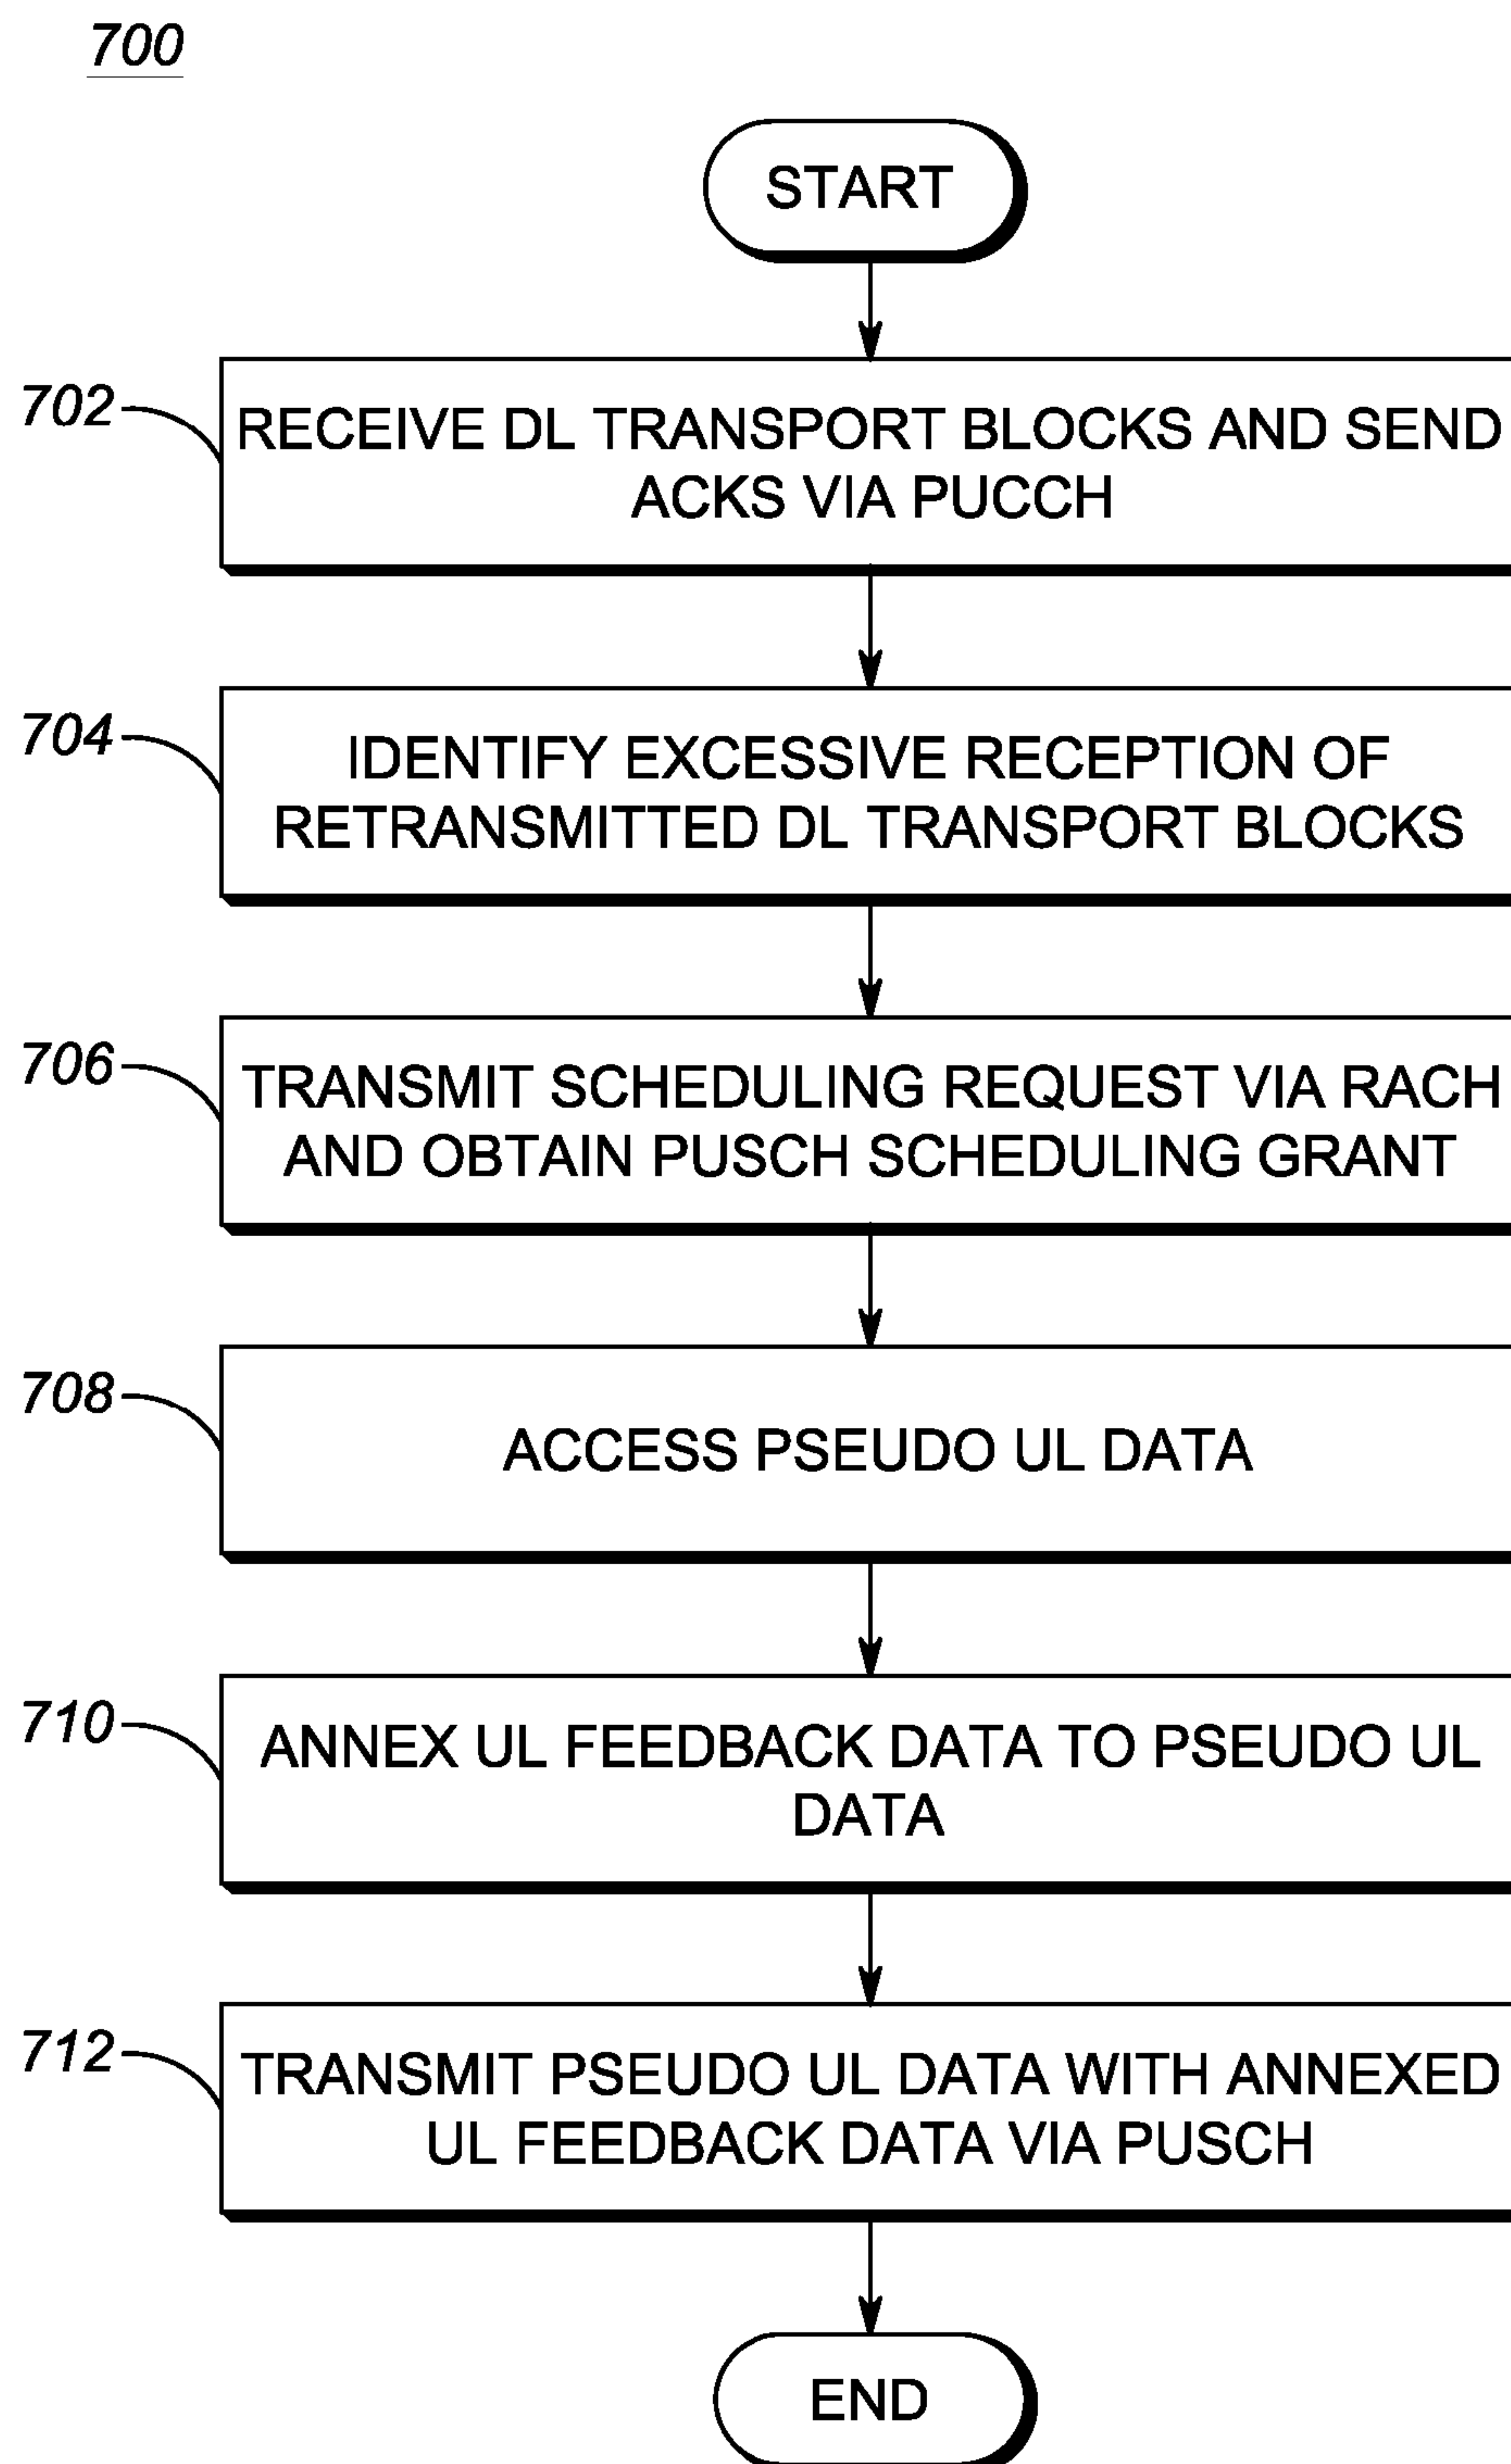 700
START
702
RECEIVE DL TRANSPORT BLOCKS AND SEND
ACKS VIA PUCCH
704
IDENTIFY EXCESSIVE RECEPTION OF
RETRANSMITTED DL TRANSPORT BLOCKS
706
TRANSMIT SCHEDULING REQUEST VIA RACH
AND OBTAIN PUSCH SCHEDULING GRANT
708
ACCESS PSEUDO UL DATA
710
ANNEX UL FEEDBACK DATA TO PSEUDO UL
DATA
712
TRANSMIT PSEUDO UL DATA WITH ANNEXED
UL FEEDBACK DATA VIA PUSCH
END